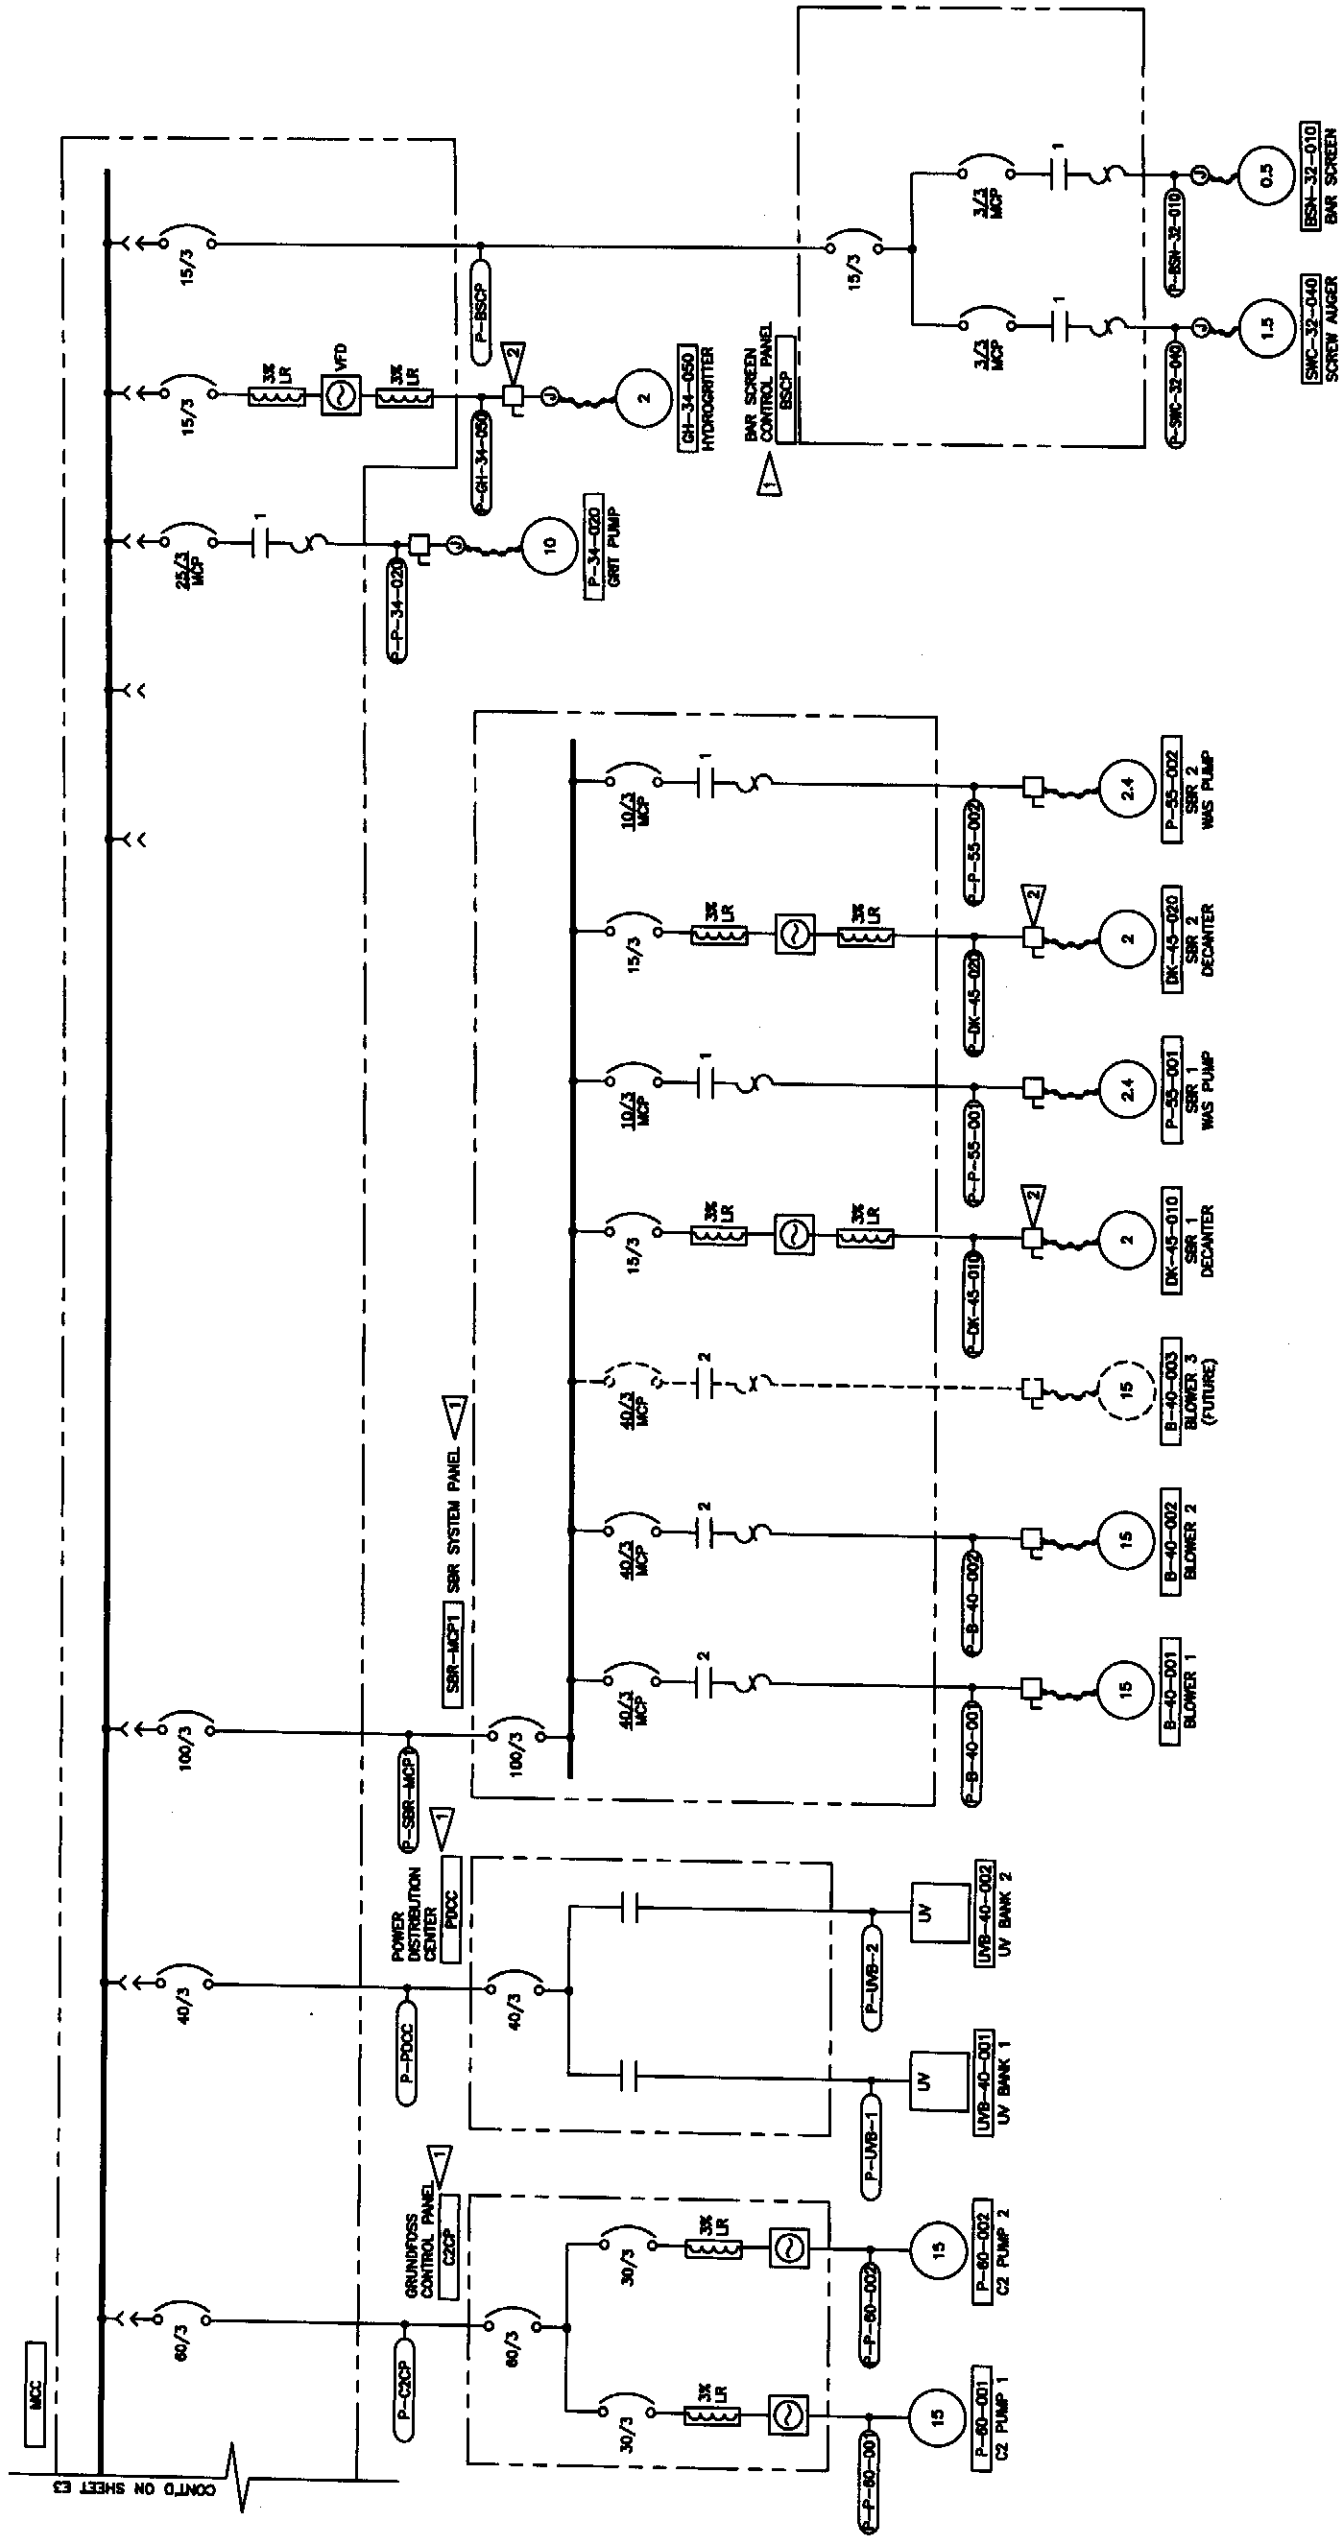 MCC
CONT'D ON SHEET E3
60/3
P-C2CP
GRUNDFOSS
CONTROL PANEL
C2CP
1
60/3
30/3
3%
LR
P-P-60-001
15
P-60-001
C2 PUMP 1
30/3
3%
LR
P-P-60-002
15
P-60-002
C2 PUMP 2
40/3
P-PDCC
POWER
DISTRIBUTION
CENTER
PDCC
1
40/3
P-UVB-1
UV
UVB-40-001
UV BANK 1
P-UVB-2
UV
UVB-40-002
UV BANK 2
100/3
P-SBR-MCP1
SBR-MCP1
SBR SYSTEM PANEL
1
100/3
40/3
MCP
2
P-B-40-001
15
B-40-001
BLOWER 1
40/3
MCP
2
P-B-40-002
15
B-40-002
BLOWER 2
40/3
MCP
2
15
B-40-003
BLOWER 3
(FUTURE)
15/3
3%
LR
3%
LR
P-DK-45-010
2
2
DK-45-010
SBR 1
DECANTER
10/3
MCP
1
P-P-55-001
2.4
P-55-001
SBR 1
WAS PUMP
15/3
3%
LR
3%
LR
P-DK-45-020
2
2
DK-45-020
SBR 2
DECANTER
10/3
MCP
1
P-P-55-002
2.4
P-55-002
SBR 2
WAS PUMP
25/3
MCP
1
P-P-34-020
J
10
P-34-020
GRIT PUMP
15/3
3%
LR
VFD
3%
LR
P-GH-34-050
2
J
2
GH-34-050
HYDROGRITTER
15/3
P-BSCP
BAR SCREEN
CONTROL PANEL
BSCP
1
15/3
3/3
MCP
1
P-SWC-32-040
J
1.5
SWC-32-040
SCREW AUGER
3/3
MCP
1
P-BSN-32-010
J
0.5
BSN-32-010
BAR SCREEN